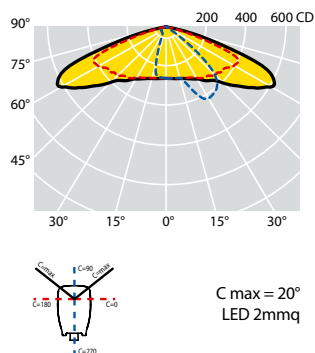 90° 200 400 600 CD
75°
60°
45°
30° 15° 0° 15° 30°
C=max C=90 C=max
C=180 C=0
C=270
C max = 20°
LED 2mmq